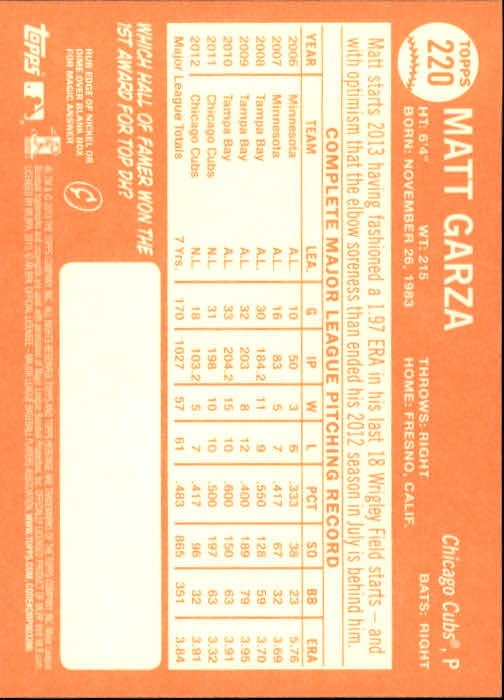 TOPPS
220
MATT GARZA
Chicago Cubs®, P
HT: 6'4" WT: 215 THROWS: RIGHT BATS: RIGHT
BORN: NOVEMBER 26, 1983 HOME: FRESNO, CALIF.
Matt starts 2013 having fashioned a 1.97 ERA in his last 18 Wrigley Field starts – and
with optimism that the elbow soreness than ended his 2012 season in July is behind him.
COMPLETE MAJOR LEAGUE PITCHING RECORD
YEAR TEAM LEA. G IP W L PCT SO BB ERA
2006 Minnesota A.L. 10 50 3 6 .333 38 23 5.76
2007 Minnesota A.L. 16 83 5 7 .417 67 32 3.69
2008 Tampa Bay A.L. 30 184.2 11 9 .550 128 59 3.70
2009 Tampa Bay A.L. 32 203 8 12 .400 189 79 3.95
2010 Tampa Bay A.L. 33 204.2 15 10 .600 150 63 3.91
2011 Chicago Cubs N.L. 31 198 10 10 .500 197 63 3.32
2012 Chicago Cubs N.L. 18 103.2 5 7 .417 96 32 3.91
Major League Totals 7 Yrs. 170 1027 57 61 .483 865 351 3.84
WHICH HALL OF FAMER WON THE
1ST AWARD FOR TOP DH?
C
RUB EDGE OF NICKEL OR
DIME OVER BLANK BOX
FOR MAGIC ANSWER
TOPPS